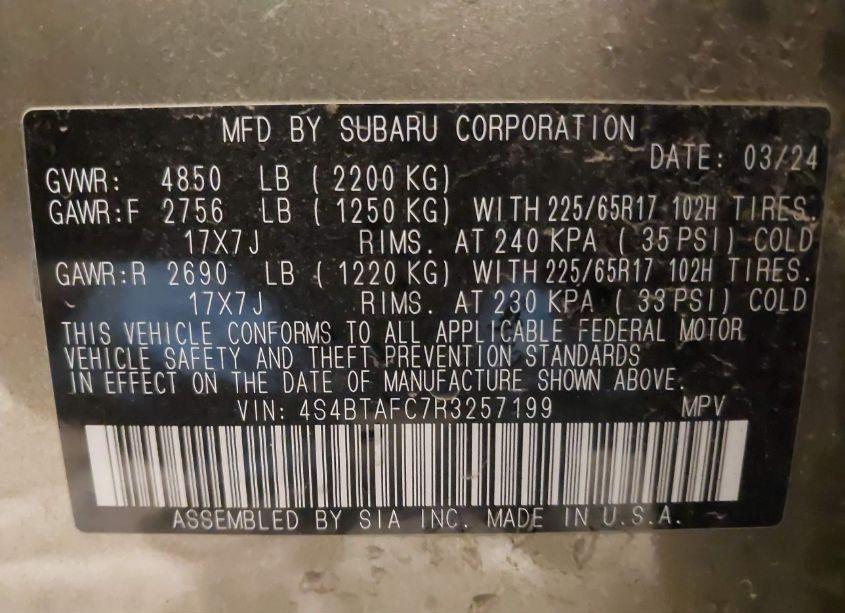 MFD BY SUBARU CORPORATION
DATE: 03/24
GVWR: 4850 LB ( 2200 KG)
GAWR:F 2756 LB ( 1250 KG) WITH 225/65R17 102H TIRES.
17X7J RIMS. AT 240 KPA ( 35 PSI) COLD
GAWR:R 2690 LB ( 1220 KG) WITH 225/65R17 102H TIRES.
17X7J RIMS. AT 230 KPA ( 33 PSI) COLD
THIS VEHICLE CONFORMS TO ALL APPLICABLE FEDERAL MOTOR
VEHICLE SAFETY AND THEFT PREVENTION STANDARDS
IN EFFECT ON THE DATE OF MANUFACTURE SHOWN ABOVE.
VIN: 4S4BTAFC7R3257199 MPV
ASSEMBLED BY SIA INC. MADE IN U.S.A.